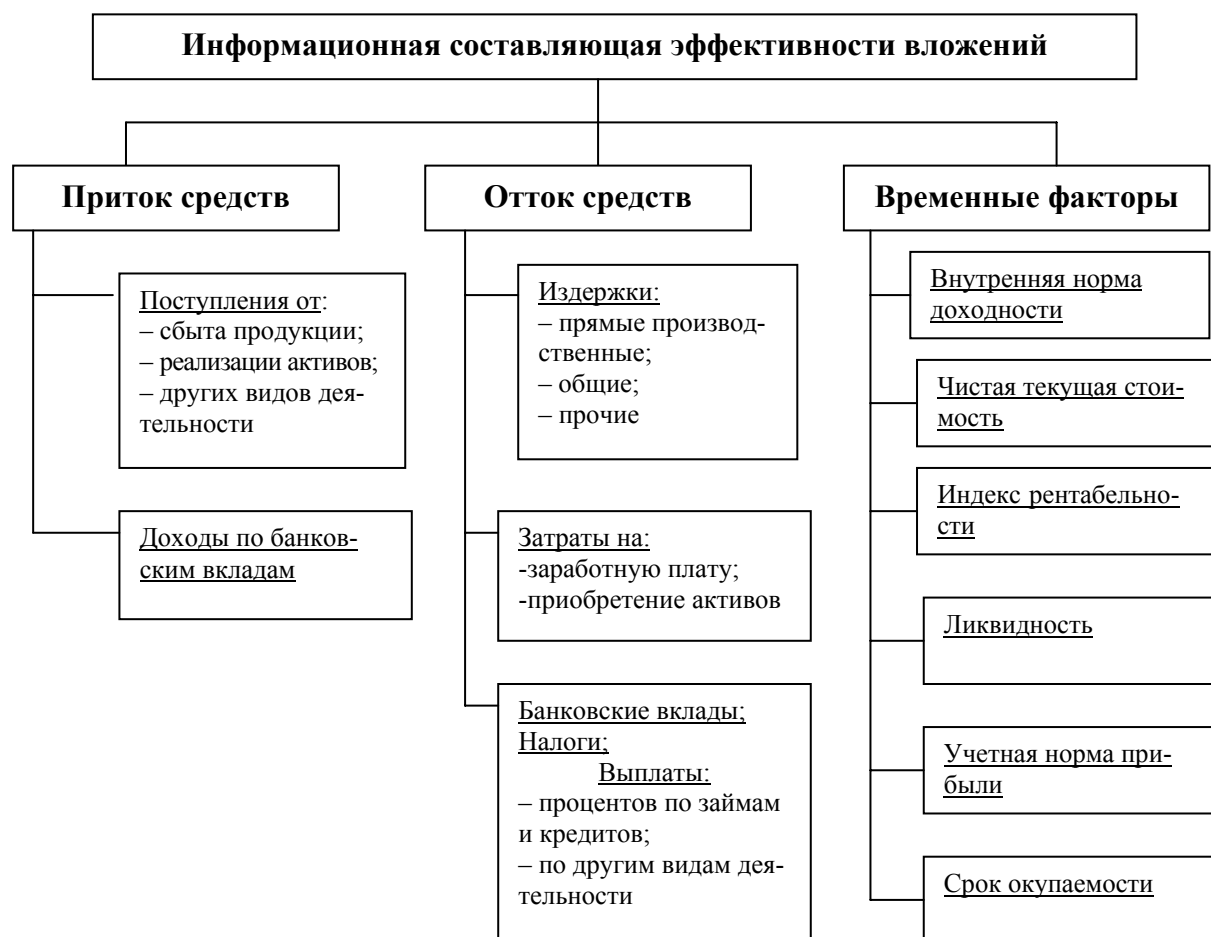 Информационная составляющая эффективности вложений
Приток средств
Поступления от:
– сбыта продукции;
– реализации активов;
– других видов дея-
тельности
Доходы по банков-
ским вкладам
Отток средств
Издержки:
– прямые производ-
ственные;
– общие;
– прочие
Затраты на:
-заработную плату;
-приобретение активов
Банковские вклады;
Налоги;
Выплаты:
– процентов по займам
и кредитов;
– по другим видам дея-
тельности
Временные факторы
Внутренняя норма
доходности
Чистая текущая стои-
мость
Индекс рентабельно-
сти
Ликвидность
Учетная норма при-
были
Срок окупаемости